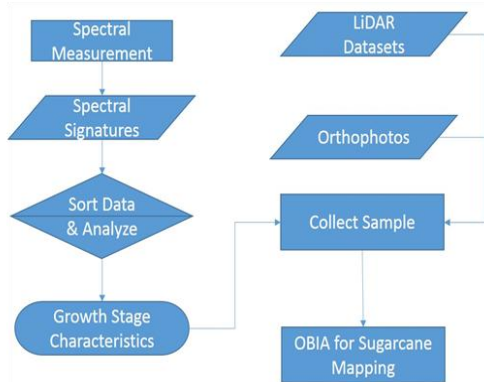 Spectral
Measurement
Spectral
Signatures
Sort Data
& Analyze
Growth Stage
Characteristics
LiDAR
Datasets
Orthophotos
Collect Sample
OBIA for Sugarcane
Mapping